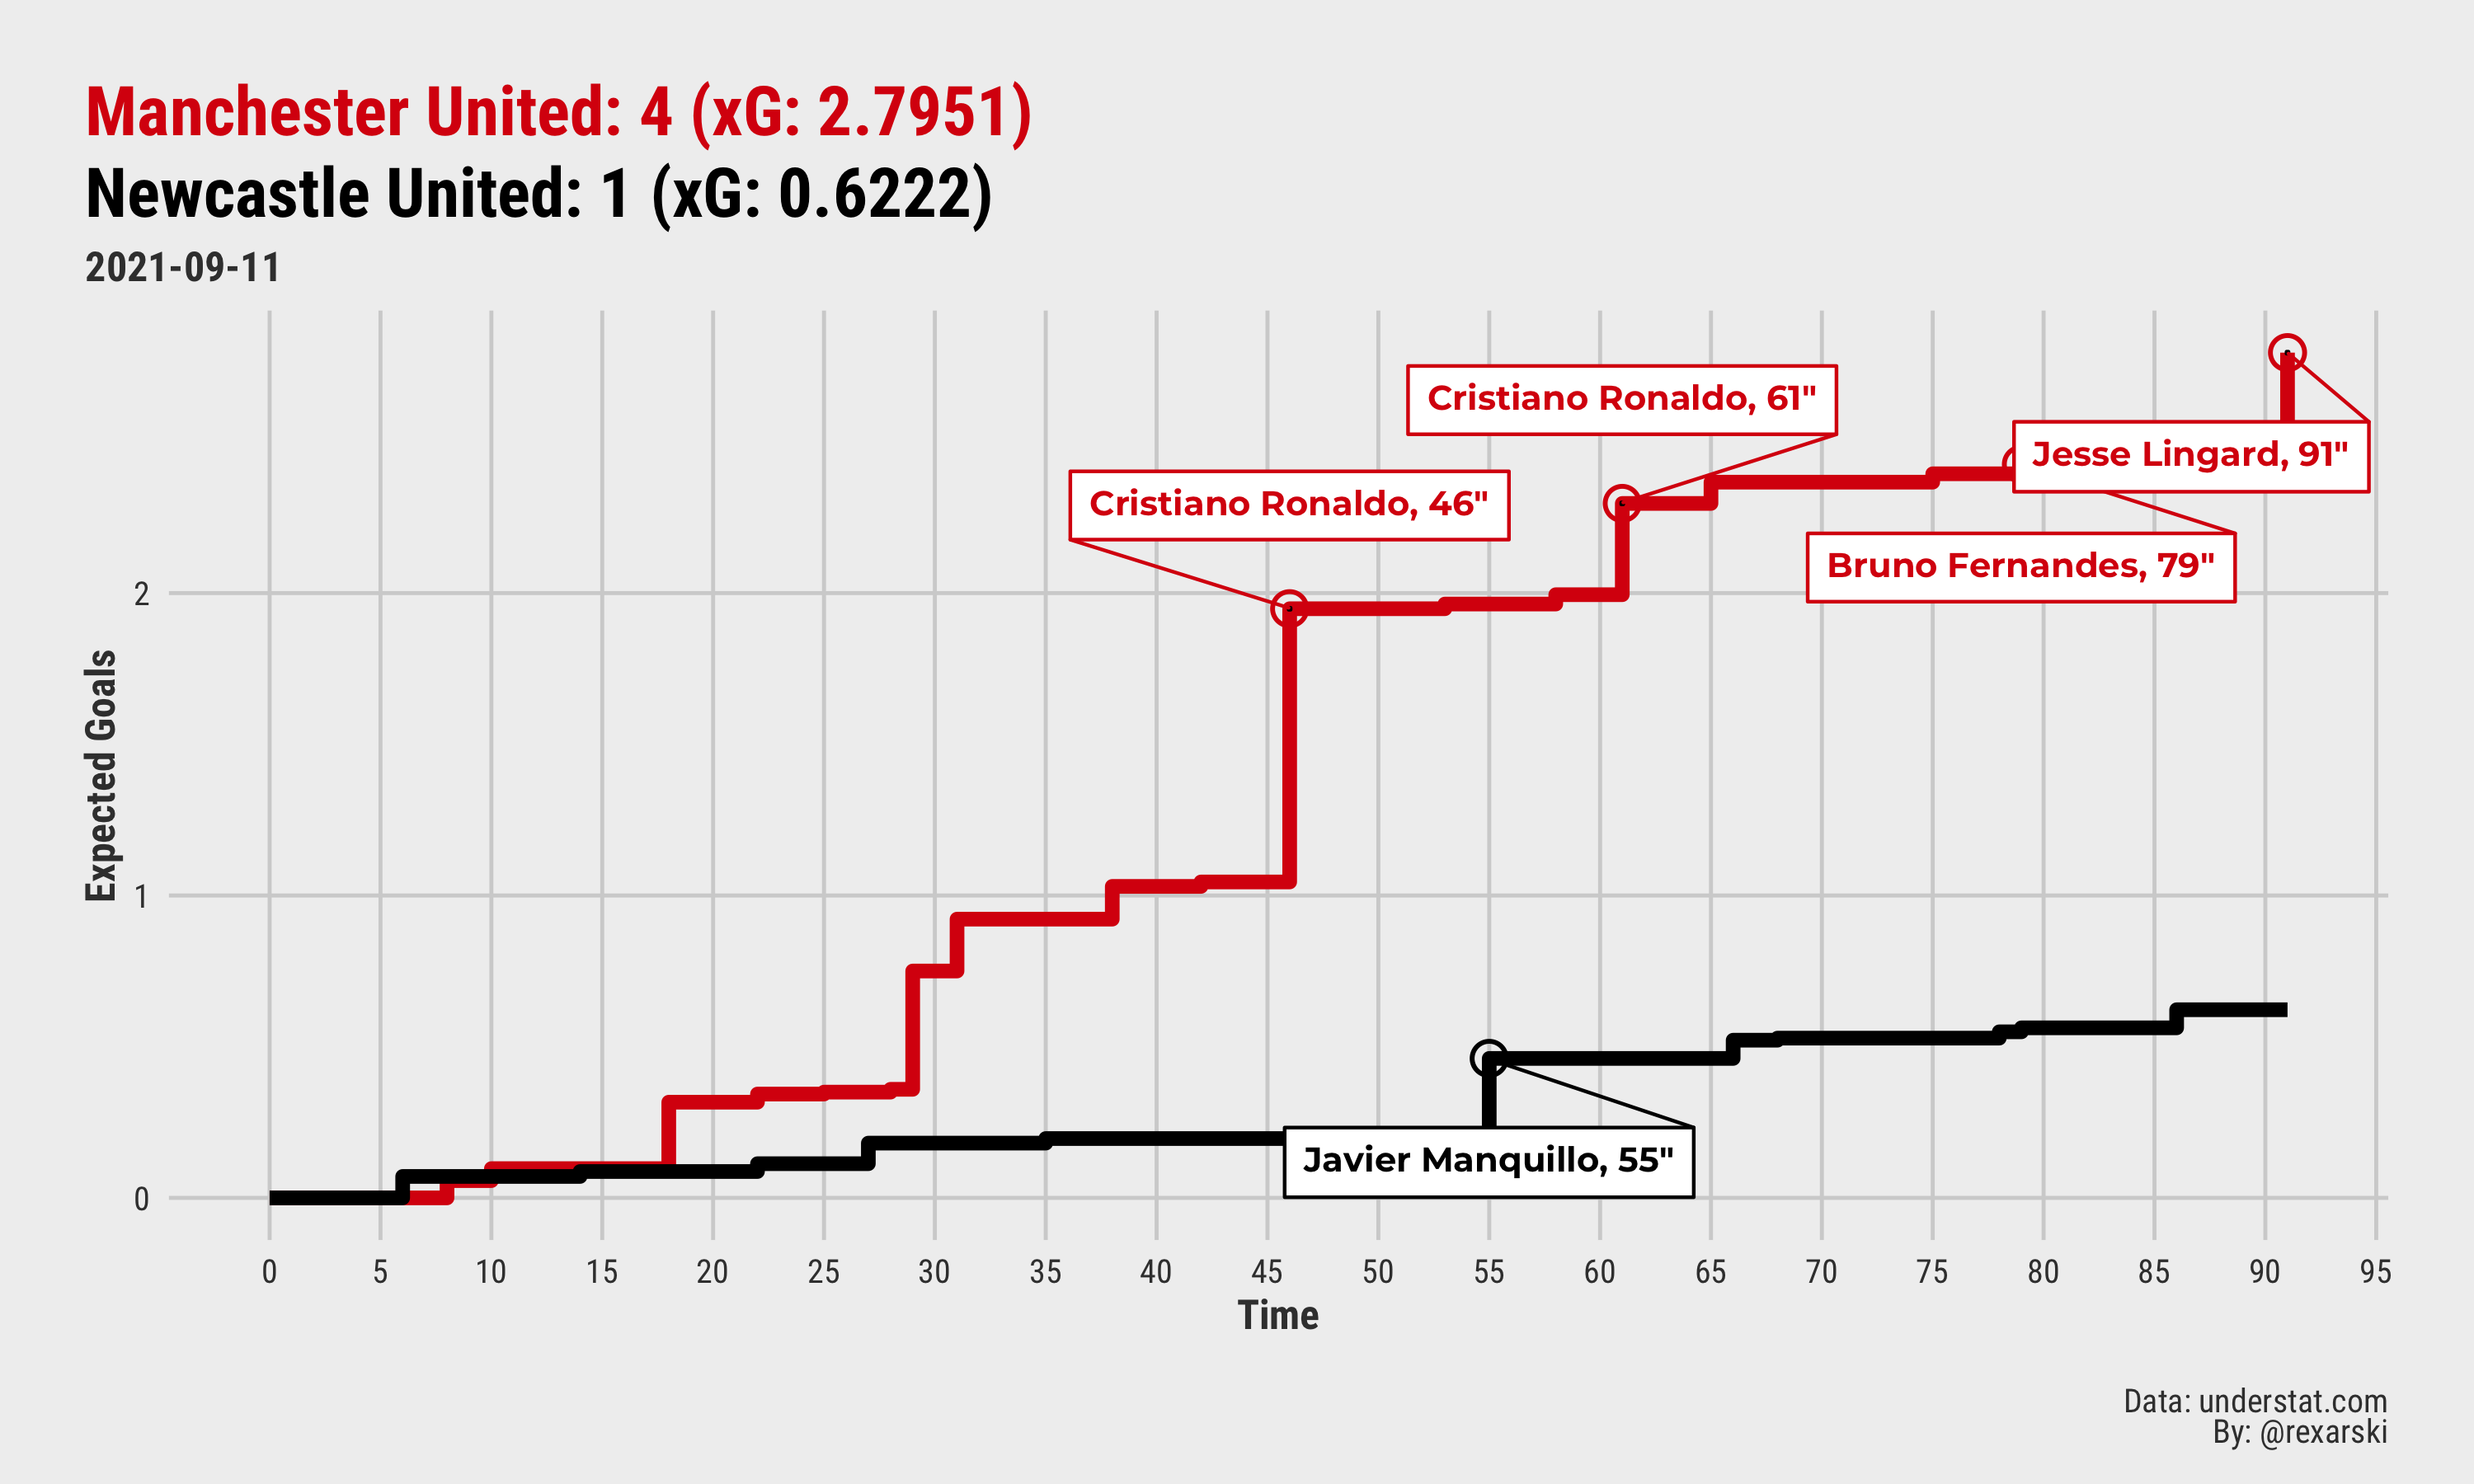 Manchester United: 4 (xG: 2.7951)
Newcastle United: 1 (xG: 0.6222)
2021-09-11
Cristiano Ronaldo, 61"
Jesse Lingard, 91"
Cristiano Ronaldo, 46"
Bruno Fernandes, 79"
Javier Manquillo, 55"
Expected Goals
2
1
0
0 5 10 15 20 25 30 35 40 45 50 55 60 65 70 75 80 85 90 95
Time
Data: understat.com
By: @rexarski